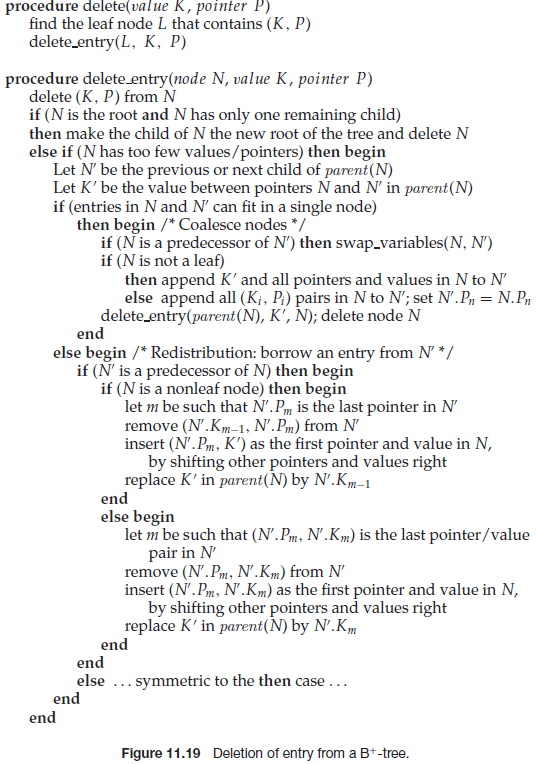 procedure delete(value K, pointer P)
find the leaf node L that contains (K, P)
delete_entry(L, K, P)
procedure delete_entry(node N, value K, pointer P)
delete (K, P) from N
if (N is the root and N has only one remaining child)
then make the child of N the new root of the tree and delete N
else if (N has too few values/pointers) then begin
Let N′ be the previous or next child of parent(N)
Let K′ be the value between pointers N and N′ in parent(N)
if (entries in N and N′ can fit in a single node)
then begin /* Coalesce nodes */
if (N is a predecessor of N′) then swap_variables(N, N′)
if (N is not a leaf)
then append K′ and all pointers and values in N to N′
else append all (Kᵢ, Pᵢ) pairs in N to N′; set N′.Pₙ = N.Pₙ
delete_entry(parent(N), K′, N); delete node N
end
else begin /* Redistribution: borrow an entry from N′ */
if (N′ is a predecessor of N) then begin
if (N is a nonleaf node) then begin
let m be such that N′.Pₘ is the last pointer in N′
remove (N′.Kₘ₋₁, N′.Pₘ) from N′
insert (N′.Pₘ, K′) as the first pointer and value in N,
by shifting other pointers and values right
replace K′ in parent(N) by N′.Kₘ₋₁
end
else begin
let m be such that (N′.Pₘ, N′.Kₘ) is the last pointer/value
pair in N′
remove (N′.Pₘ, N′.Kₘ) from N′
insert (N′.Pₘ, N′.Kₘ) as the first pointer and value in N,
by shifting other pointers and values right
replace K′ in parent(N) by N′.Kₘ
end
end
else ... symmetric to the then case ...
end
end
Figure 11.19 Deletion of entry from a B⁺-tree.